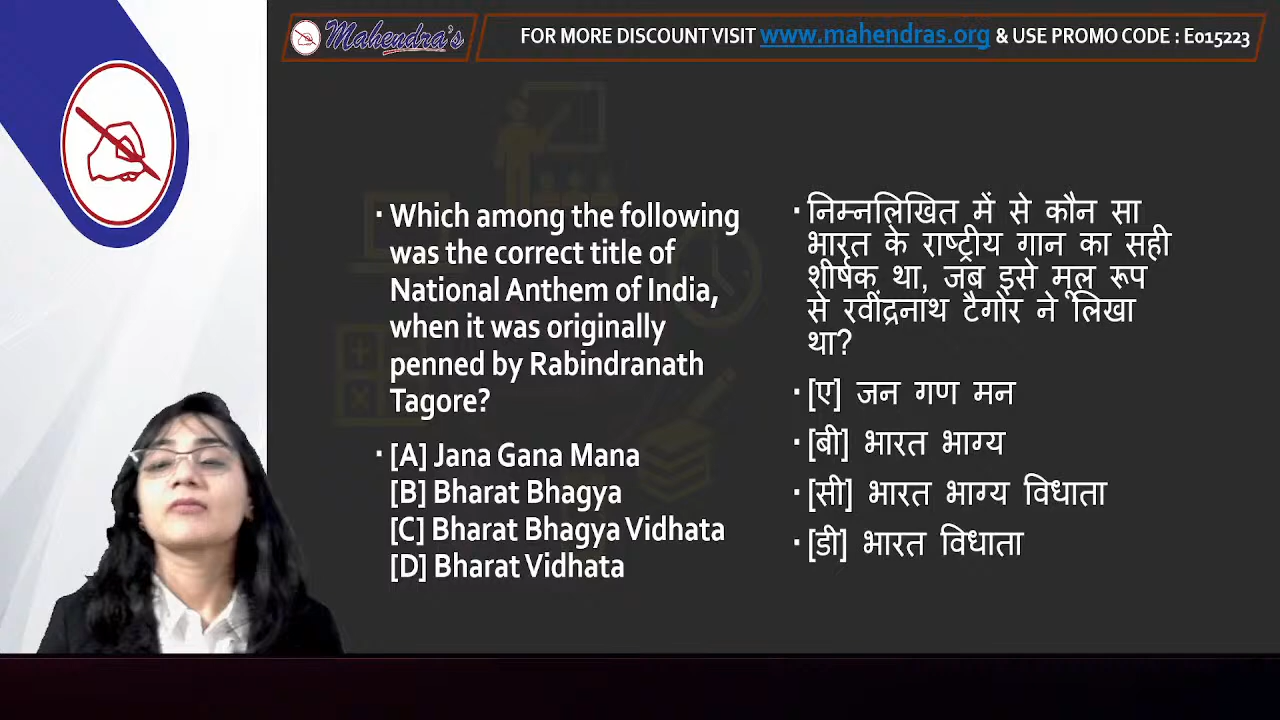 Mahendra's
FOR MORE DISCOUNT VISIT www.mahendras.org & USE PROMO CODE : E015223
· Which among the following
was the correct title of
National Anthem of India,
when it was originally
penned by Rabindranath
Tagore?
· [A] Jana Gana Mana
[B] Bharat Bhagya
[C] Bharat Bhagya Vidhata
[D] Bharat Vidhata
· निम्नलिखित में से कौन सा
भारत के राष्ट्रीय गान का सही
शीर्षक था, जब इसे मूल रूप
से रवींद्रनाथ टैगोर ने लिखा
था?
· [ए] जन गण मन
· [बी] भारत भाग्य
· [सी] भारत भाग्य विधाता
· [डी] भारत विधाता